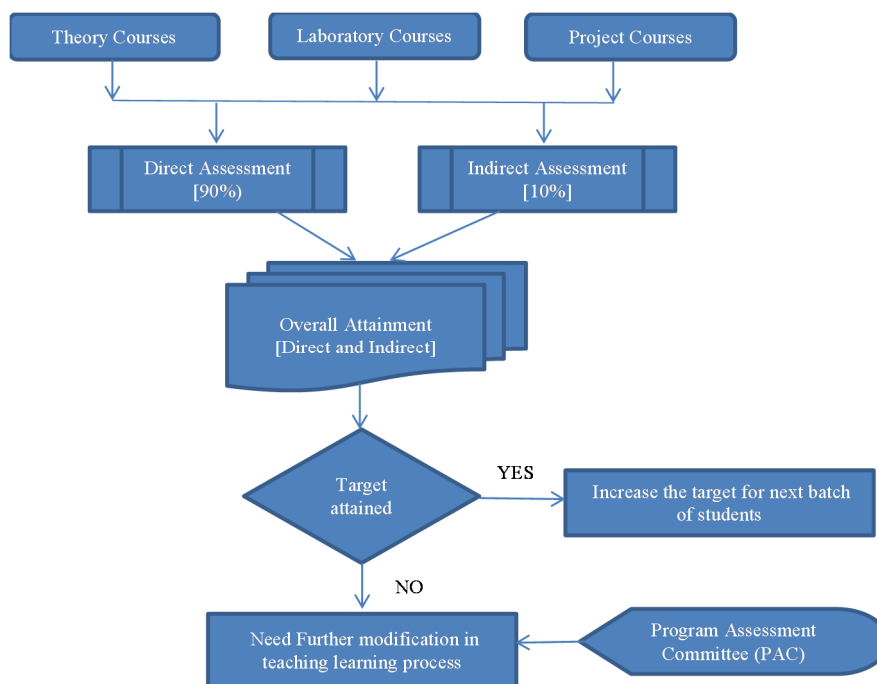 Theory Courses
Laboratory Courses
Project Courses
Direct Assessment
[90%)
Indirect Assessment
[10%]
Overall Attainment
[Direct and Indirect]
Target
attained
YES
Increase the target for next batch
of students
NO
Need Further modification in
teaching learning process
Program Assessment
Committee (PAC)